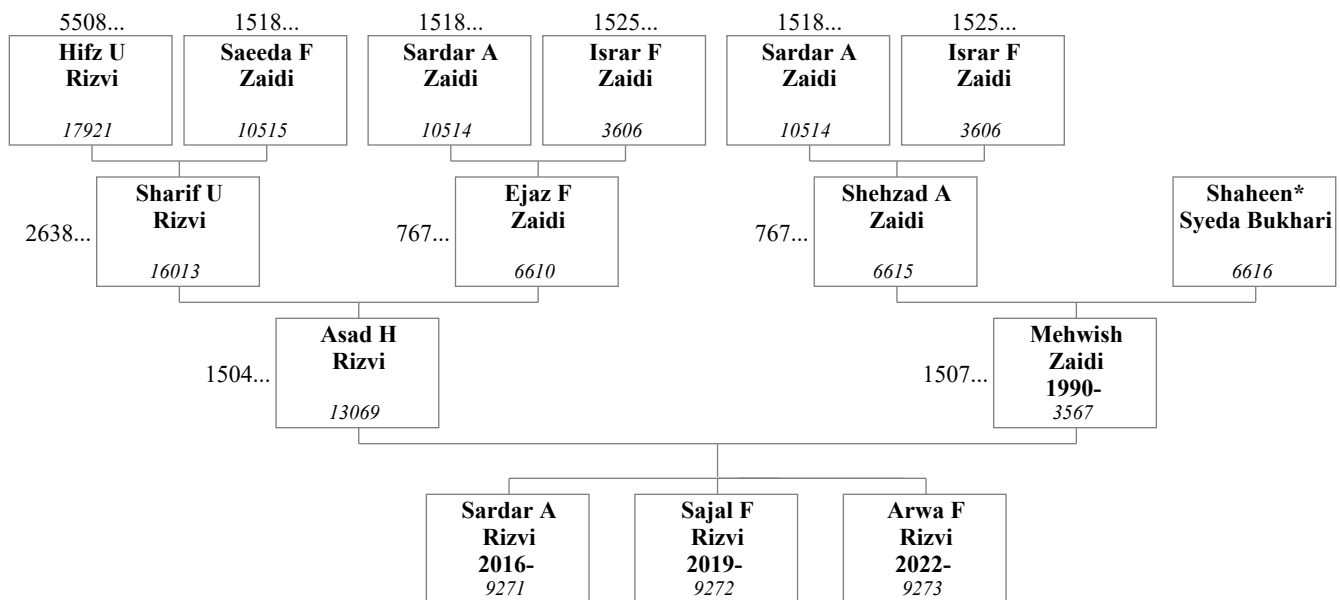 5508... 1518... 1518... 1525... 1518... 1525...
Hifz U Saeeda F Sardar A Israr F Sardar A Israr F
Rizvi Zaidi Zaidi Zaidi Zaidi Zaidi
17921 10515 10514 3606 10514 3606
Sharif U Ejaz F Shehzad A Shaheen*
Rizvi Zaidi Zaidi Syeda Bukhari
2638... 767... 767...
16013 6610 6615 6616
Asad H Mehwish
Rizvi Zaidi
1504... 1507... 1990-
13069 3567
Sardar A Sajal F Arwa F
Rizvi Rizvi Rizvi
2016- 2019- 2022-
9271 9272 9273